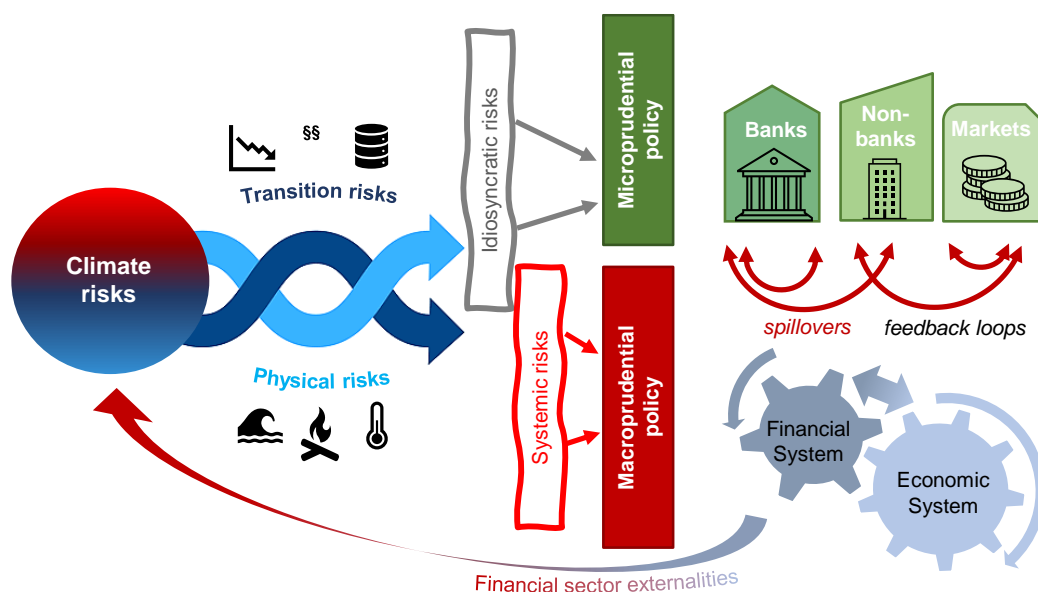 Climate
risks
§§
Transition risks
Physical risks
Idiosyncratic risks
Systemic risks
Microprudential
policy
Macroprudential
policy
Banks
Non-
banks
Markets
spillovers
feedback loops
Financial
System
Economic
System
Financial sector externalities